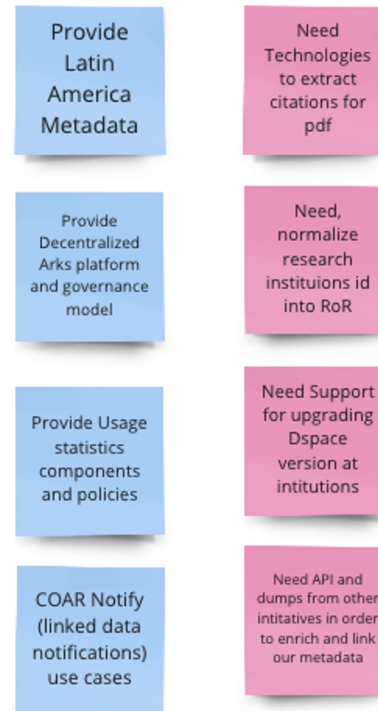 Provide
Latin
America
Metadata
Need
Technologies
to extract
citations for
pdf
Provide
Decentralized
Arks platform
and governance
model
Need,
normalize
research
instituions id
into RoR
Provide Usage
statistics
components
and policies
Need Support
for upgrading
Dspace
version at
intitutions
COAR Notify
(linked data
notifications)
use cases
Need API and
dumps from other
intitatives in order
to enrich and link
our metadata